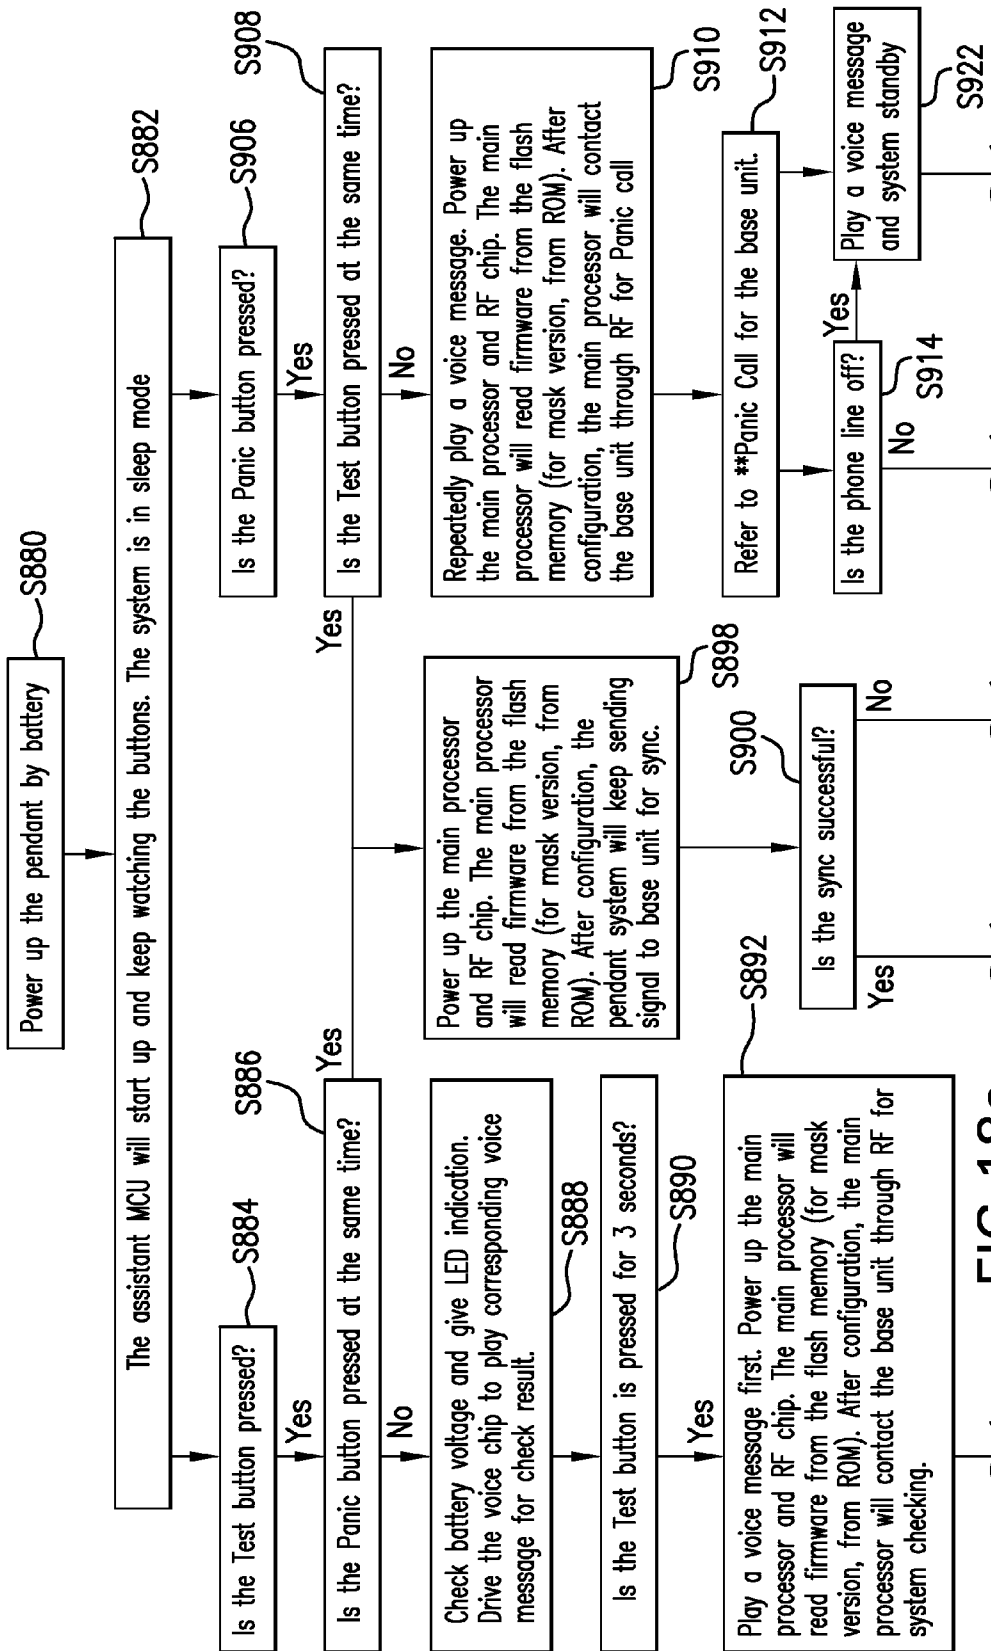 Power up the pendant by battery
S880
The assistant MCU will start up and keep watching the buttons. The system is in sleep mode
S882
Is the Test button pressed?
S884
Yes
Is the Panic button pressed at the same time?
S886
Yes
No
Check battery voltage and give LED indication.
Drive the voice chip to play corresponding voice
message for check result.
S888
Is the Test button is pressed for 3 seconds?
S890
Yes
Play a voice message first. Power up the main
processor and RF chip. The main processor will
read firmware from the flash memory (for mask
version, from ROM). After configuration, the main
processor will contact the base unit through RF for
system checking.
S892
Power up the main processor
and RF chip. The main processor
will read firmware from the flash
memory (for mask version, from
ROM). After configuration, the
pendant system will keep sending
signal to base unit for sync.
S898
Is the sync successful?
S900
Yes
No
Is the Panic button pressed?
S906
Yes
Is the Test button pressed at the same time?
S908
Yes
No
Repeatedly play a voice message. Power up
the main processor and RF chip. The main
processor will read firmware from the flash
memory (for mask version, from ROM). After
configuration, the main processor will contact
the base unit through RF for Panic call
S910
Refer to **Panic Call for the base unit.
S912
Is the phone line off?
S914
Yes
No
Play a voice message
and system standby
S922